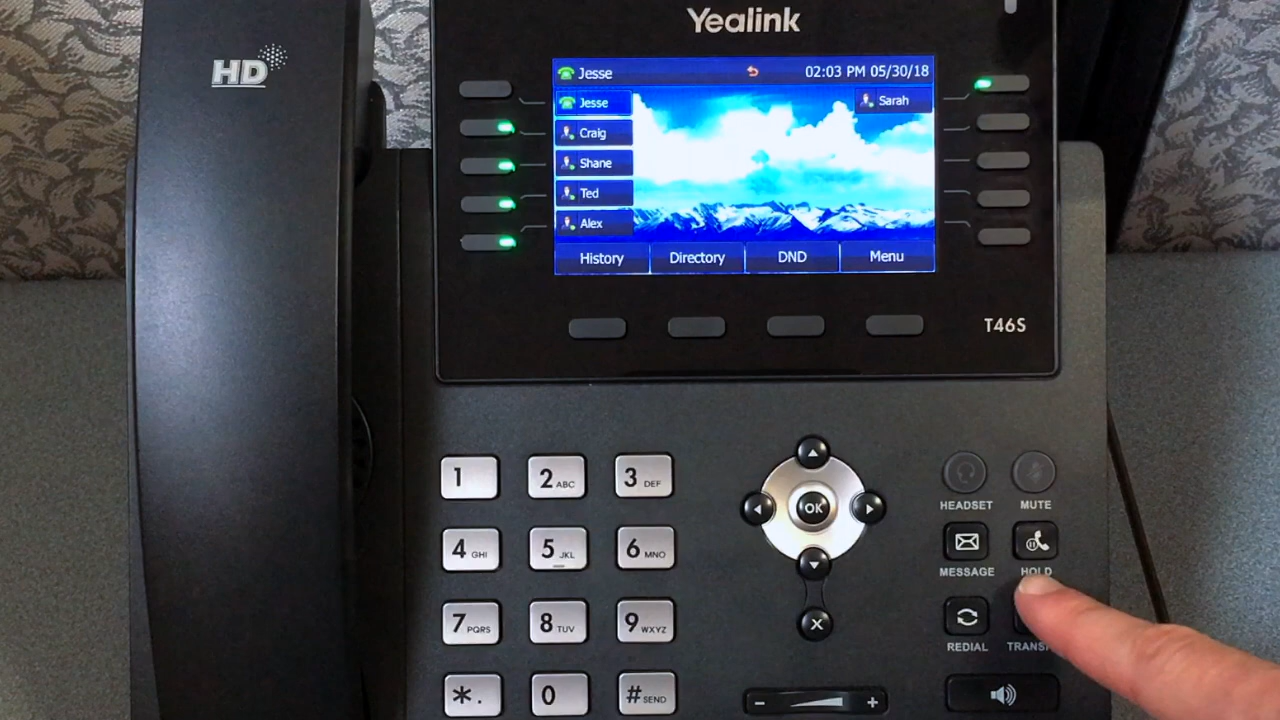 HD
Yealink
Jesse 02:03 PM 05/30/18
Jesse Sarah
Craig
Shane
Ted
Alex
History Directory DND Menu
T46S
1 2 ABC 3 DEF
OK
HEADSET MUTE
4 GHI 5 JKL 6 MNO
MESSAGE HOLD
7 PQRS 8 TUV 9 WXYZ
X
REDIAL TRANS
*. 0 # SEND
- +